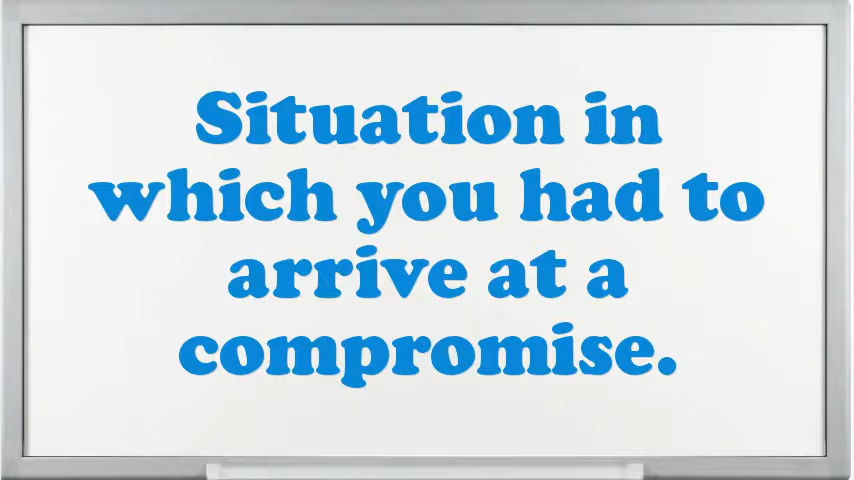 Situation in
which you had to
arrive at a
compromise.